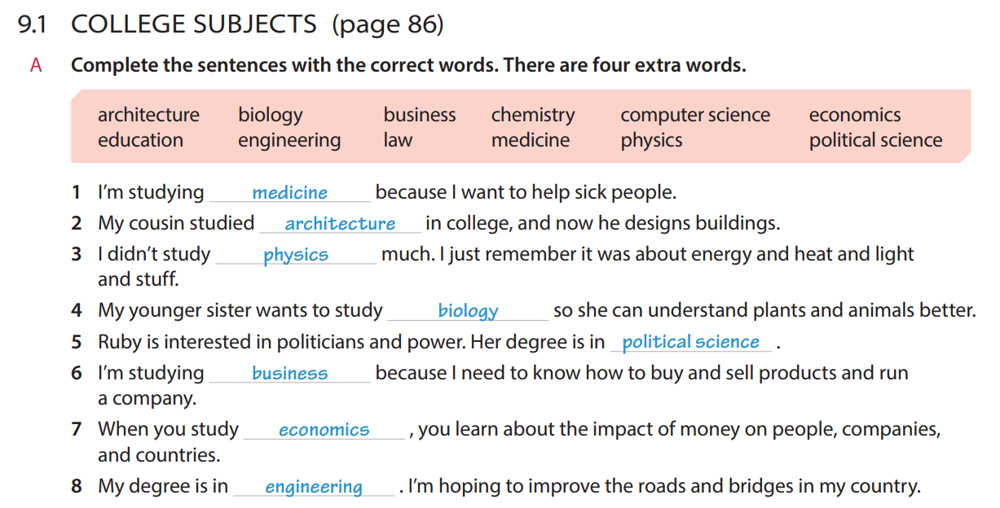 9.1 COLLEGE SUBJECTS (page 86)
A Complete the sentences with the correct words. There are four extra words.
architecture biology business chemistry computer science economics
education engineering law medicine physics political science
1 I’m studying medicine because I want to help sick people.
2 My cousin studied architecture in college, and now he designs buildings.
3 I didn’t study physics much. I just remember it was about energy and heat and light
and stuff.
4 My younger sister wants to study biology so she can understand plants and animals better.
5 Ruby is interested in politicians and power. Her degree is in political science .
6 I’m studying business because I need to know how to buy and sell products and run
a company.
7 When you study economics , you learn about the impact of money on people, companies,
and countries.
8 My degree is in engineering . I’m hoping to improve the roads and bridges in my country.